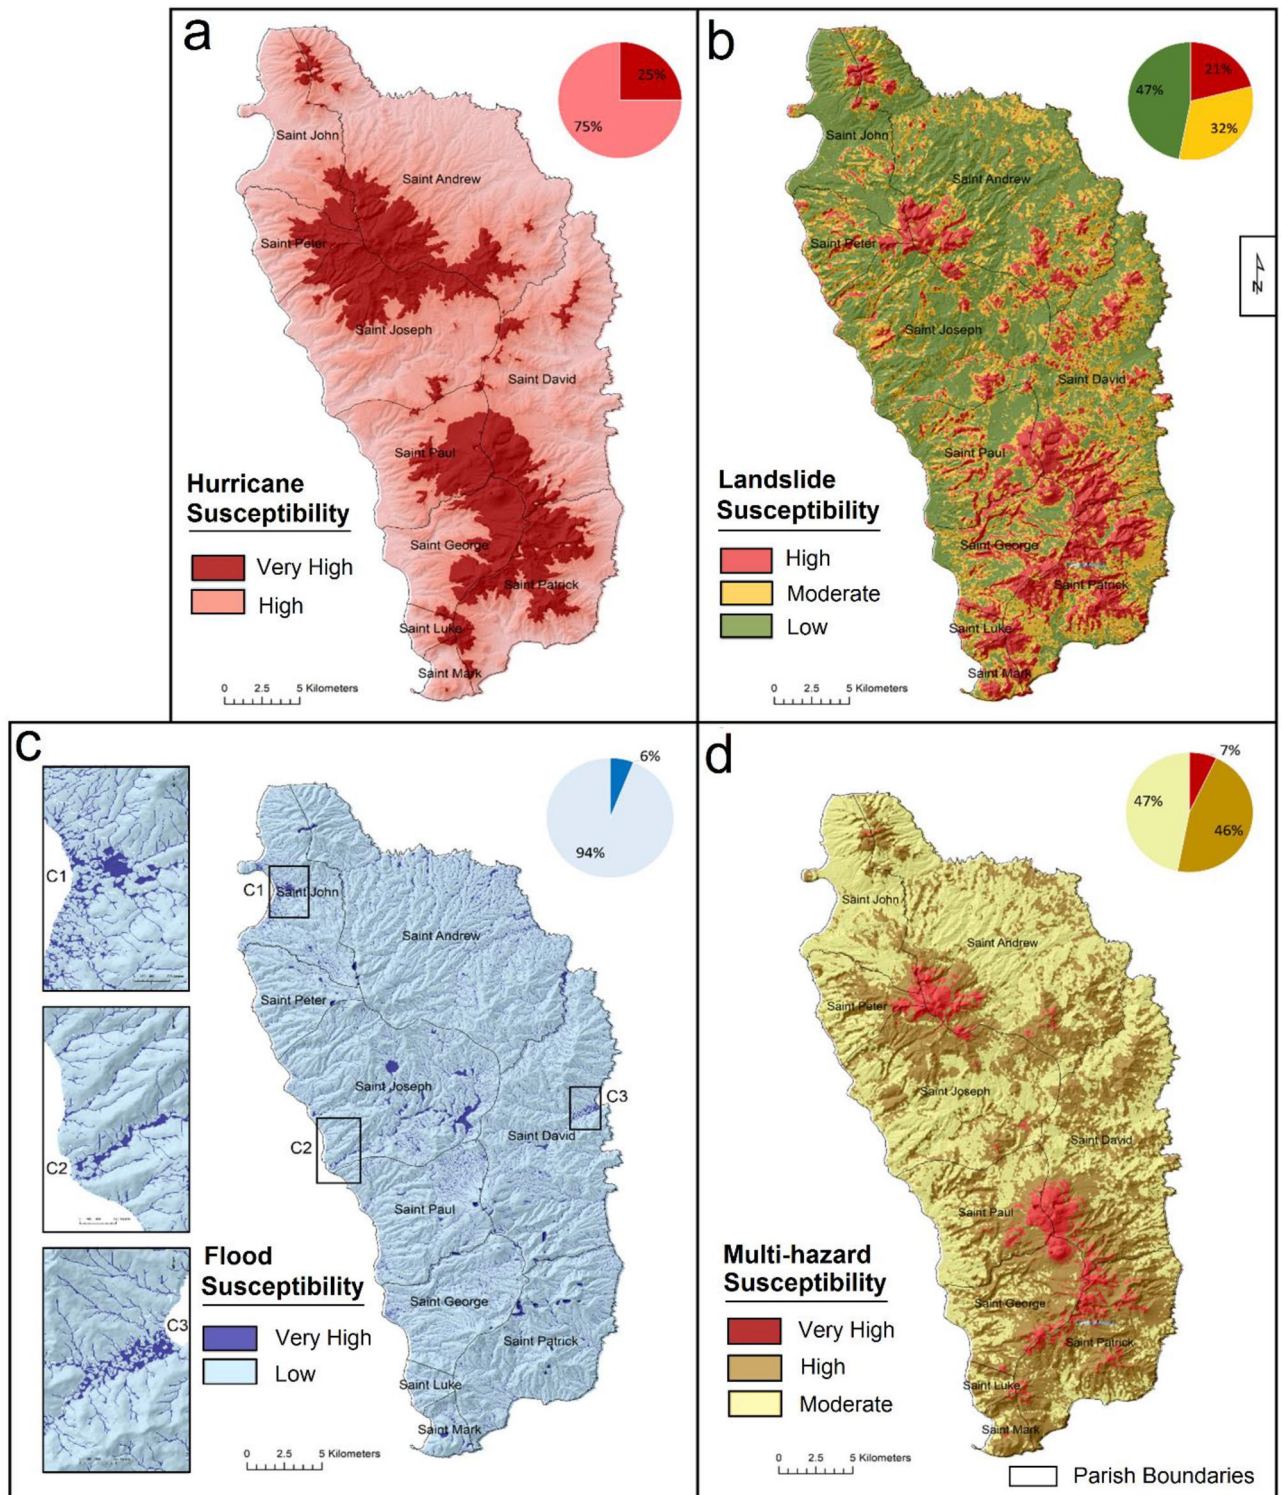 a
25%
75%
Saint John
Saint Andrew
Saint Peter
Saint Joseph
Saint David
Saint Paul
Saint George
Saint Patrick
Saint Luke
Saint Mark
Hurricane
Susceptibility
Very High
High
0 2.5 5 Kilometers
b
21%
47%
32%
Saint John
Saint Andrew
Saint Peter
Saint Joseph
Saint David
Saint Paul
Saint George
Saint Patrick
Saint Luke
Saint Mark
Landslide
Susceptibility
High
Moderate
Low
0 2.5 5 Kilometers
N
c
6%
94%
C1
C2
C3
C1
Saint John
Saint Andrew
Saint Peter
Saint Joseph
C3
C2
Saint David
Saint Paul
Saint George
Saint Patrick
Saint Luke
Saint Mark
Flood
Susceptibility
Very High
Low
0 2.5 5 Kilometers
d
7%
47%
46%
Saint John
Saint Andrew
Saint Peter
Saint Joseph
Saint David
Saint Paul
Saint George
Saint Patrick
Saint Luke
Saint Mark
Multi-hazard
Susceptibility
Very High
High
Moderate
0 2.5 5 Kilometers
Parish Boundaries